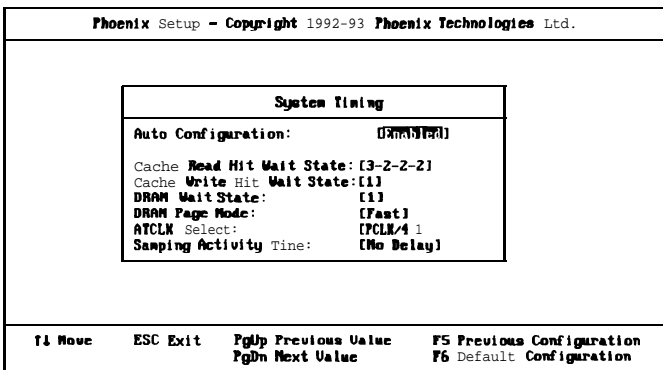 Phoenix Setup - Copyright 1992-93 Phoenix Technologies Ltd.
System Timing
Auto Configuration: [Enabled]
Cache Read Hit Wait State: [3-2-2-2]
Cache Write Hit Wait State:[1]
DRAM Wait State: [1]
DRAM Page Mode: [Fast]
ATCLK Select: [PCLK/4 1
Samping Activity Tine: [No Delay]
↑↓ Move ESC Exit PgUp Previous Value F5 Previous Configuration
PgDn Next Value F6 Default Configuration